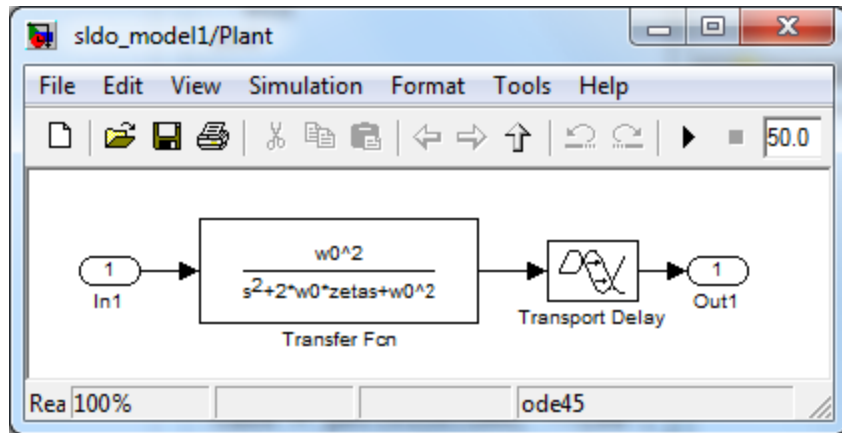 sldo_model1/Plant
File Edit View Simulation Format Tools Help
50.0
w0^2
s2+2*w0*zetas+w0^2
1
In1
Transfer Fcn
Transport Delay
1
Out1
Rea 100% ode45